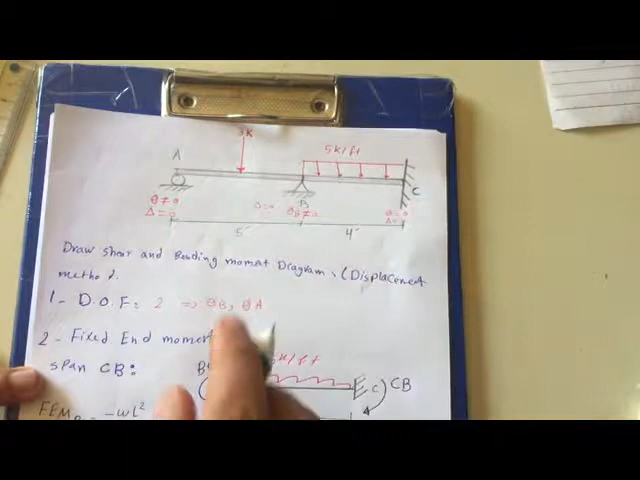 3K
A
5k/ft
C
B
θ≠0
Δ=0
Δ=0
θB≠0
θ=0
Δ=0
5'
4'
Draw shear and Bending moment Diagram, (Displacement
method.
1- D.O.F: 2 => θB, θA
2- Fixed End moment
span CB:
k/ft
B
C
CB
FEM = -wL²